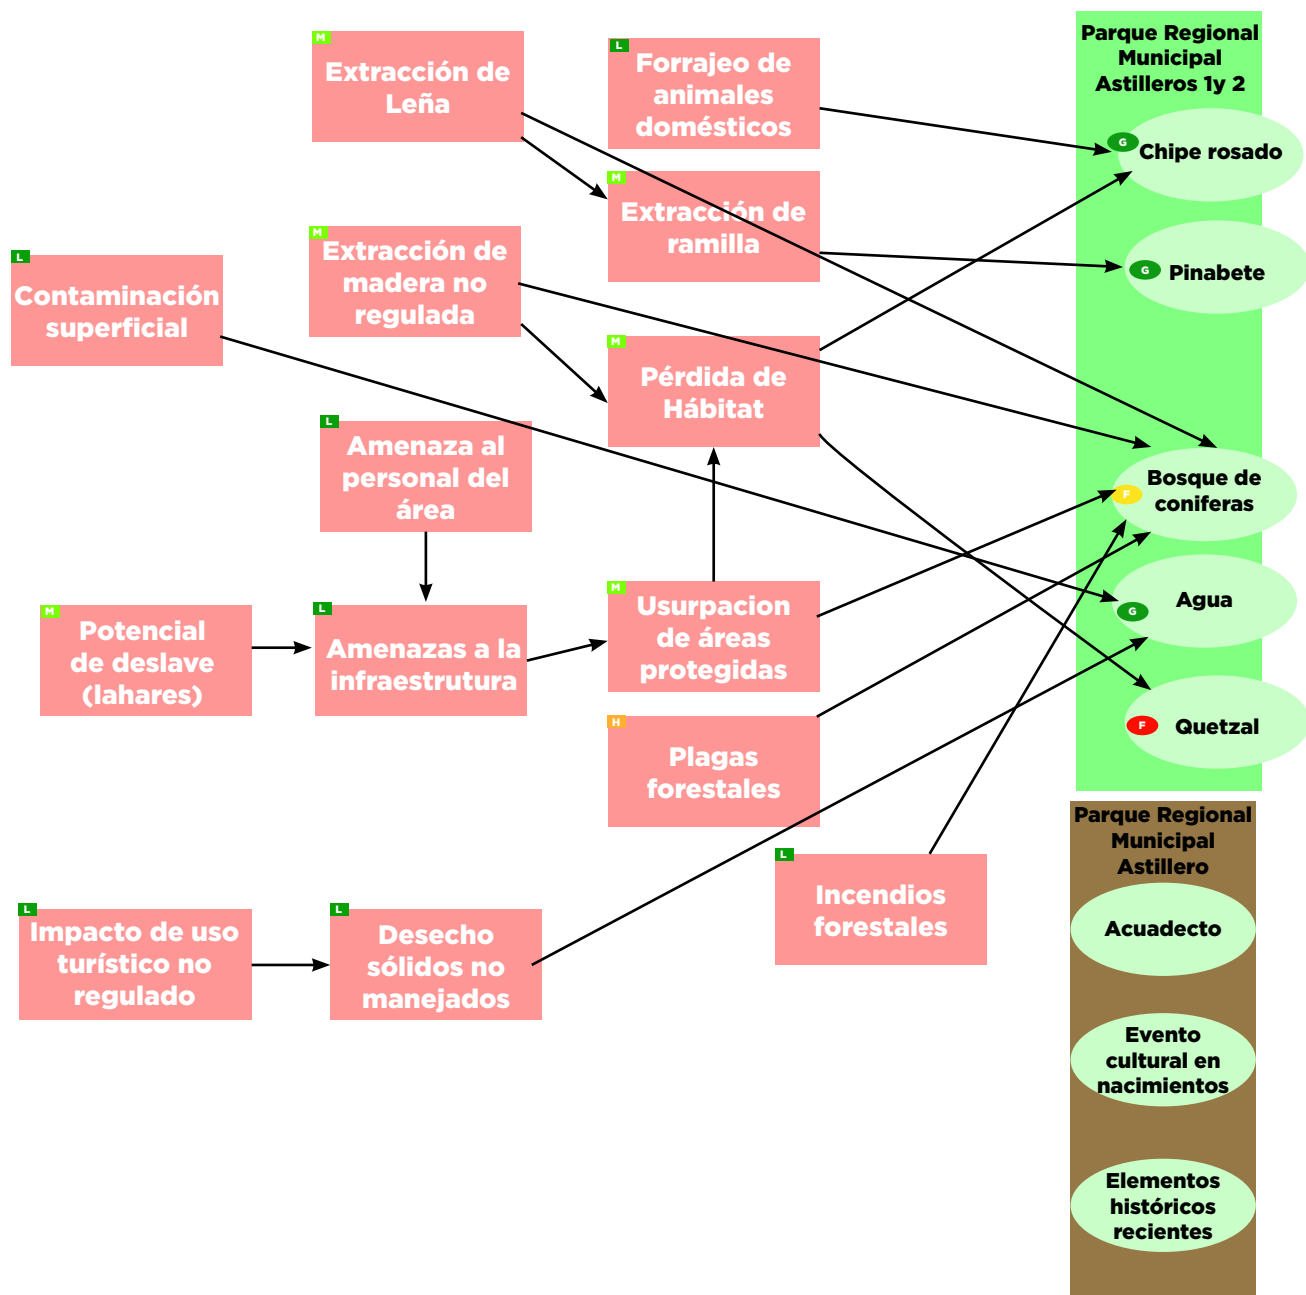 M
Extracción de
Leña
L
Forrajeo de
animales
domésticos
Parque Regional
Municipal
Astilleros 1y 2
G
Chipe rosado
M
Extracción de
ramilla
M
Extracción de
madera no
regulada
L
Contaminación
superficial
G
Pinabete
M
Pérdida de
Hábitat
L
Amenaza al
personal del
área
F
Bosque de
coniferas
M
Potencial
de deslave
(lahares)
L
Amenazas a la
infraestrutura
M
Usurpacion
de áreas
protegidas
G
Agua
H
Plagas
forestales
F
Quetzal
L
Incendios
forestales
L
Impacto de uso
turístico no
regulado
L
Desecho
sólidos no
manejados
Parque Regional
Municipal
Astillero
Acuadecto
Evento
cultural en
nacimientos
Elementos
históricos
recientes